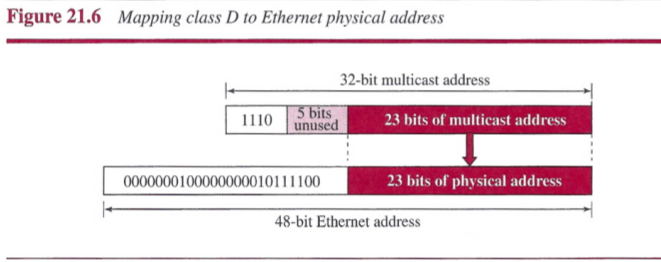 Figure 21.6 Mapping class D to Ethernet physical address
32-bit multicast address
1110
5 bits
unused
23 bits of multicast address
0000000100000000010111100
23 bits of physical address
48-bit Ethernet address